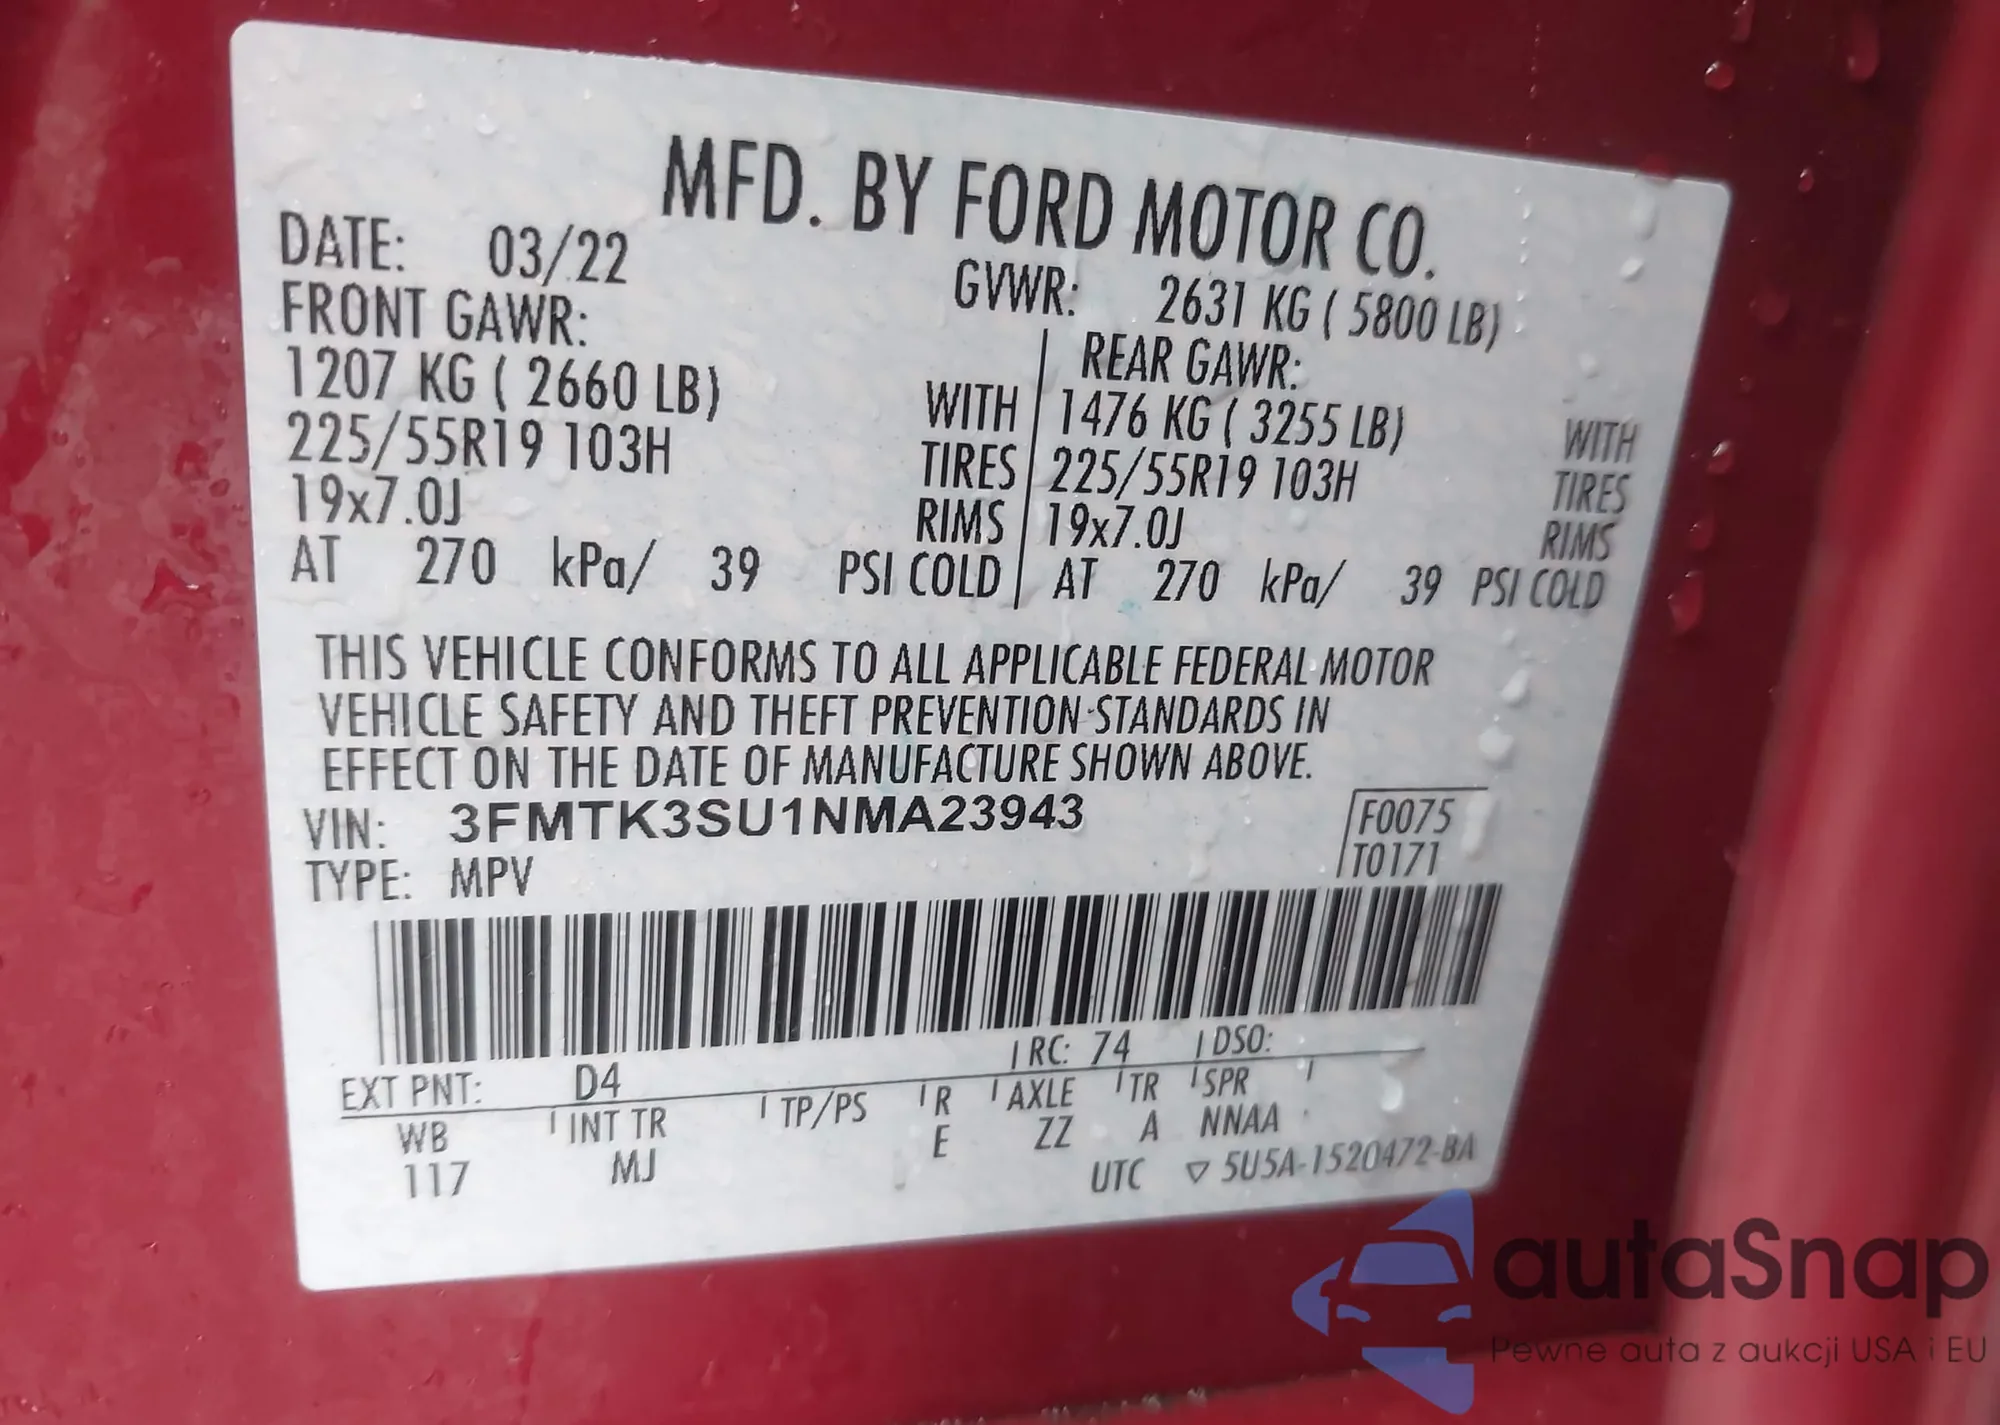 MFD. BY FORD MOTOR CO.
DATE: 03/22 GVWR: 2631 KG ( 5800 LB)
FRONT GAWR: REAR GAWR:
1207 KG ( 2660 LB) WITH 1476 KG ( 3255 LB) WITH
225/55R19 103H TIRES 225/55R19 103H TIRES
19x7.0J RIMS 19x7.0J RIMS
AT 270 kPa/ 39 PSI COLD AT 270 kPa/ 39 PSI COLD
THIS VEHICLE CONFORMS TO ALL APPLICABLE FEDERAL MOTOR
VEHICLE SAFETY AND THEFT PREVENTION STANDARDS IN
EFFECT ON THE DATE OF MANUFACTURE SHOWN ABOVE.
VIN: 3FMTK3SU1NMA23943 F0075
TYPE: MPV T0171
EXT PNT: D4 RC: 74 DSO:
WB INT TR TP/PS R AXLE TR SPR
117 MJ E ZZ A NNAA
UTC ▽ 5U5A-1520472-BA
autaSnap
Pewne auta z aukcji USA i EU